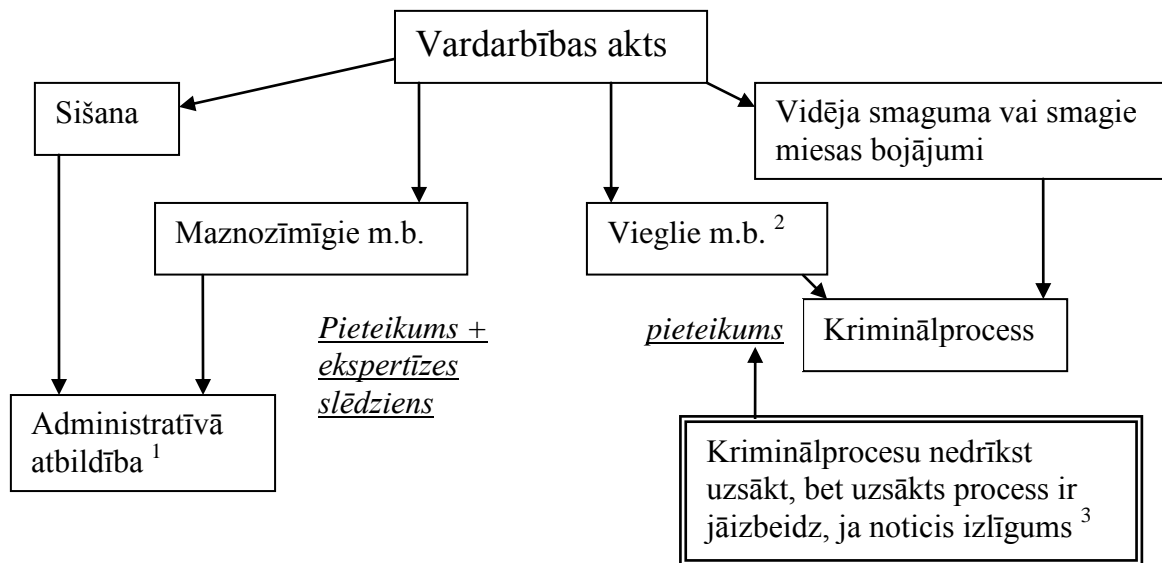 Vardarbības akts
Sišana
Vidēja smaguma vai smagie
miesas bojājumi
Maznozīmīgie m.b.
Vieglie m.b. 2
Pieteikums +
ekspertīzes
slēdziens
pieteikums
Kriminālprocess
Administratīvā
atbildība 1
Kriminālprocesu nedrīkst
uzsākt, bet uzsākts process ir
jāizbeidz, ja noticis izlīgums 3